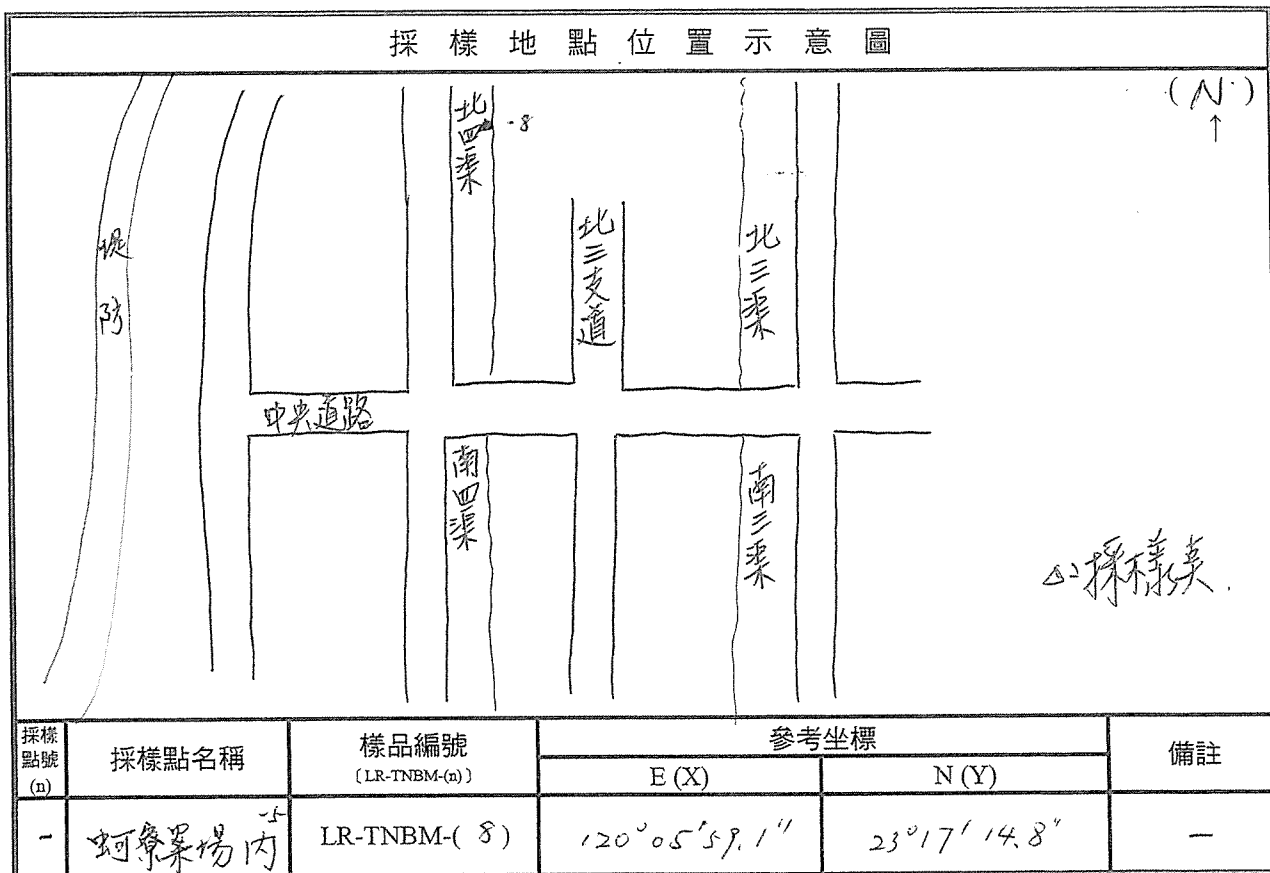 採樣地點位置示意圖
(N)
↑
北四渠
-8
堤防
北三支道
北三渠
中央道路
南四渠
南三渠
△:採樣點.
採樣點號(n)
採樣點名稱
樣品編號
〔LR-TNBM-(n)〕
參考坐標
E (X)
N (Y)
備註
-
蚵寮業場內-5
LR-TNBM-( 8 )
120°05'59.1"
23°17'14.8"
—